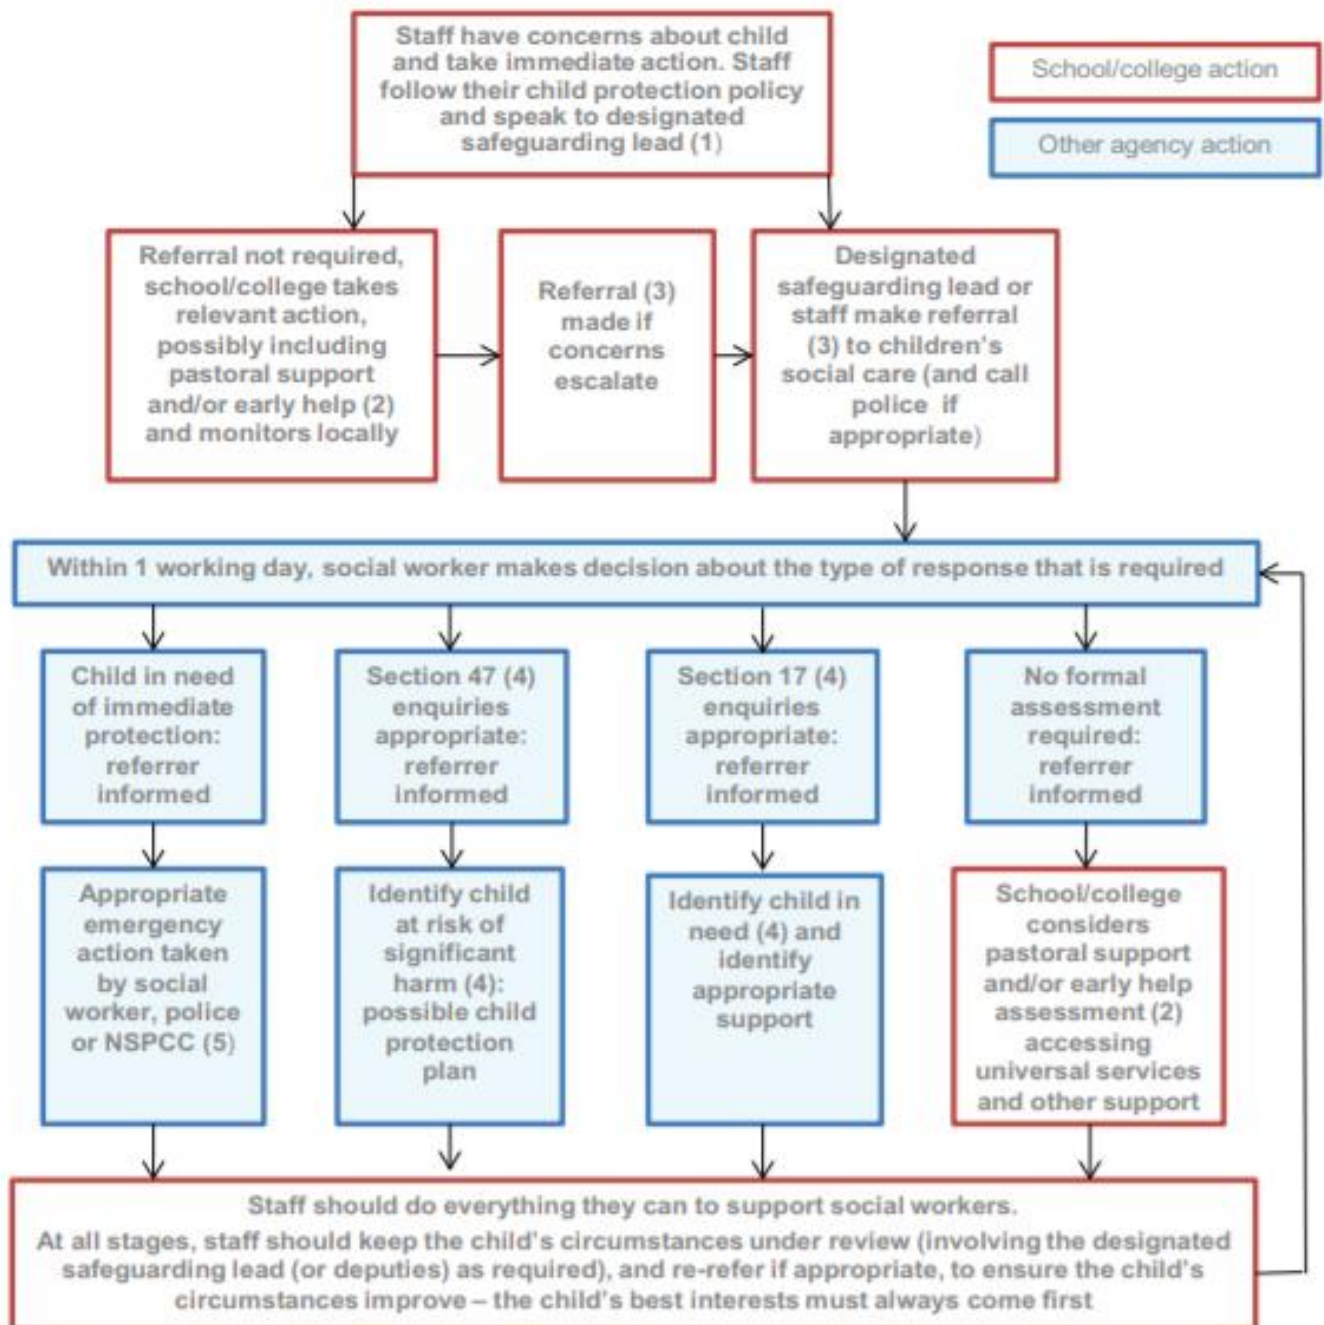 Staff have concerns about child
and take immediate action. Staff
follow their child protection policy
and speak to designated
safeguarding lead (1)
School/college action
Other agency action
Referral not required,
school/college takes
relevant action,
possibly including
pastoral support
and/or early help (2)
and monitors locally
Referral (3)
made if
concerns
escalate
Designated
safeguarding lead or
staff make referral
(3) to children's
social care (and call
police if
appropriate)
Within 1 working day, social worker makes decision about the type of response that is required
Child in need
of immediate
protection:
referrer
informed
Section 47 (4)
enquiries
appropriate:
referrer
informed
Section 17 (4)
enquiries
appropriate:
referrer
informed
No formal
assessment
required:
referrer
informed
Appropriate
emergency
action taken
by social
worker, police
or NSPCC (5)
Identify child
at risk of
significant
harm (4):
possible child
protection
plan
Identify child in
need (4) and
identify
appropriate
support
School/college
considers
pastoral support
and/or early help
assessment (2)
accessing
universal services
and other support
Staff should do everything they can to support social workers.
At all stages, staff should keep the child's circumstances under review (involving the designated
safeguarding lead (or deputies) as required), and re-refer if appropriate, to ensure the child's
circumstances improve – the child's best interests must always come first